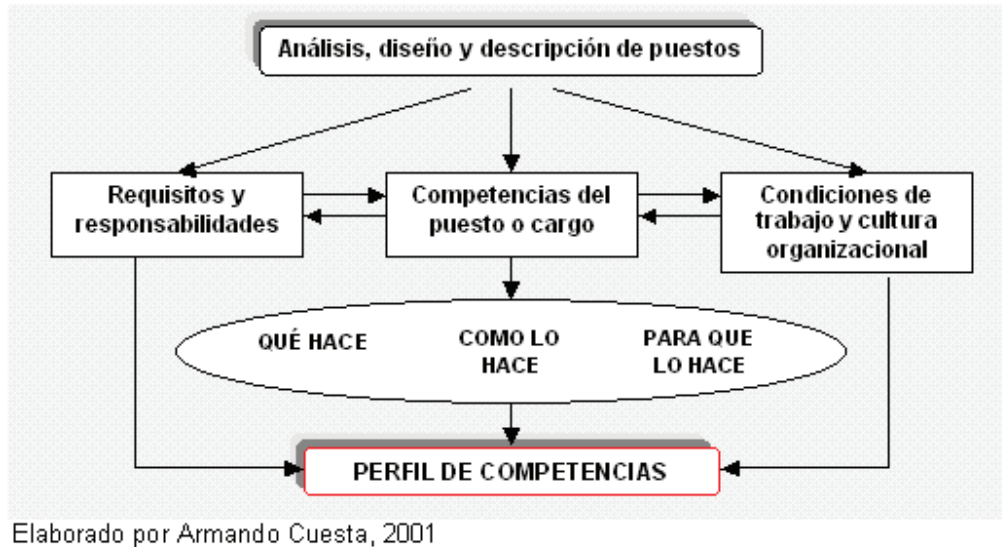 Análisis, diseño y descripción de puestos
Requisitos y
responsabilidades
Competencias del
puesto o cargo
Condiciones de
trabajo y cultura
organizacional
QUÉ HACE
COMO LO
HACE
PARA QUE
LO HACE
PERFIL DE COMPETENCIAS
Elaborado por Armando Cuesta, 2001